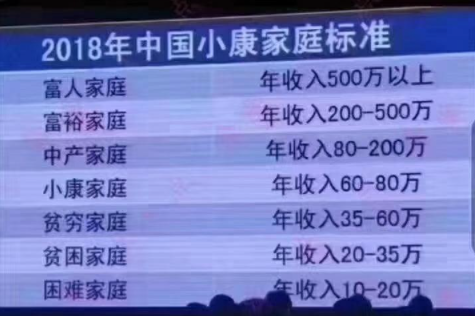 2018年中国小康家庭标准
富人家庭 年收入500万以上
富裕家庭 年收入200-500万
中产家庭 年收入80-200万
小康家庭 年收入60-80万
贫穷家庭 年收入35-60万
贫困家庭 年收入20-35万
困难家庭 年收入10-20万